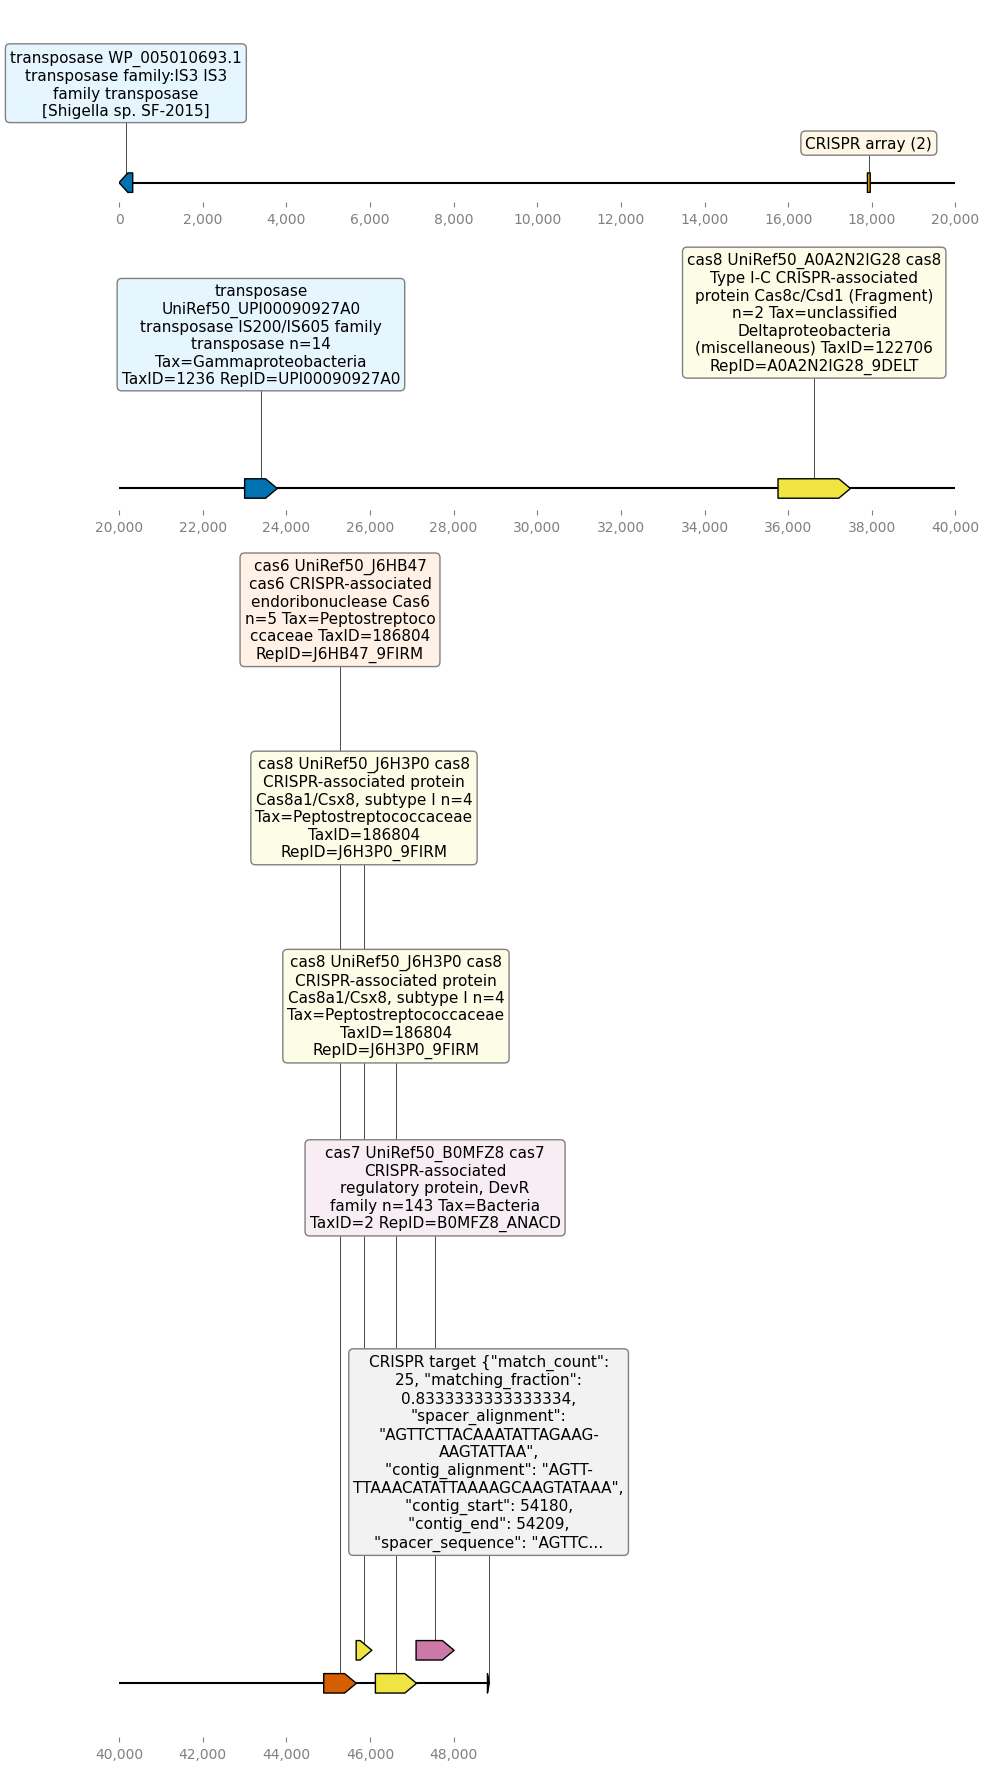 transposase WP_005010693.1
transposase family:IS3 IS3
family transposase
[Shigella sp. SF-2015]
CRISPR array (2)
0 2,000 4,000 6,000 8,000 10,000 12,000 14,000 16,000 18,000 20,000
cas8 UniRef50_A0A2N2IG28 cas8
Type I-C CRISPR-associated
protein Cas8c/Csd1 (Fragment)
n=2 Tax=unclassified
Deltaproteobacteria
(miscellaneous) TaxID=122706
RepID=A0A2N2IG28_9DELT
transposase
UniRef50_UPI00090927A0
transposase IS200/IS605 family
transposase n=14
Tax=Gammaproteobacteria
TaxID=1236 RepID=UPI00090927A0
20,000 22,000 24,000 26,000 28,000 30,000 32,000 34,000 36,000 38,000 40,000
cas6 UniRef50_J6HB47
cas6 CRISPR-associated
endoribonuclease Cas6
n=5 Tax=Peptostreptoco
ccaceae TaxID=186804
RepID=J6HB47_9FIRM
cas8 UniRef50_J6H3P0 cas8
CRISPR-associated protein
Cas8a1/Csx8, subtype I n=4
Tax=Peptostreptococcaceae
TaxID=186804
RepID=J6H3P0_9FIRM
cas8 UniRef50_J6H3P0 cas8
CRISPR-associated protein
Cas8a1/Csx8, subtype I n=4
Tax=Peptostreptococcaceae
TaxID=186804
RepID=J6H3P0_9FIRM
cas7 UniRef50_B0MFZ8 cas7
CRISPR-associated
regulatory protein, DevR
family n=143 Tax=Bacteria
TaxID=2 RepID=B0MFZ8_ANACD
CRISPR target {"match_count":
25, "matching_fraction":
0.8333333333333334,
"spacer_alignment":
"AGTTCTTACAAATATTAGAAG-
AAGTATTAA",
"contig_alignment": "AGTT-
TTAAACATATTAAAAGCAAGTATAAA",
"contig_start": 54180,
"contig_end": 54209,
"spacer_sequence": "AGTTC...
40,000 42,000 44,000 46,000 48,000